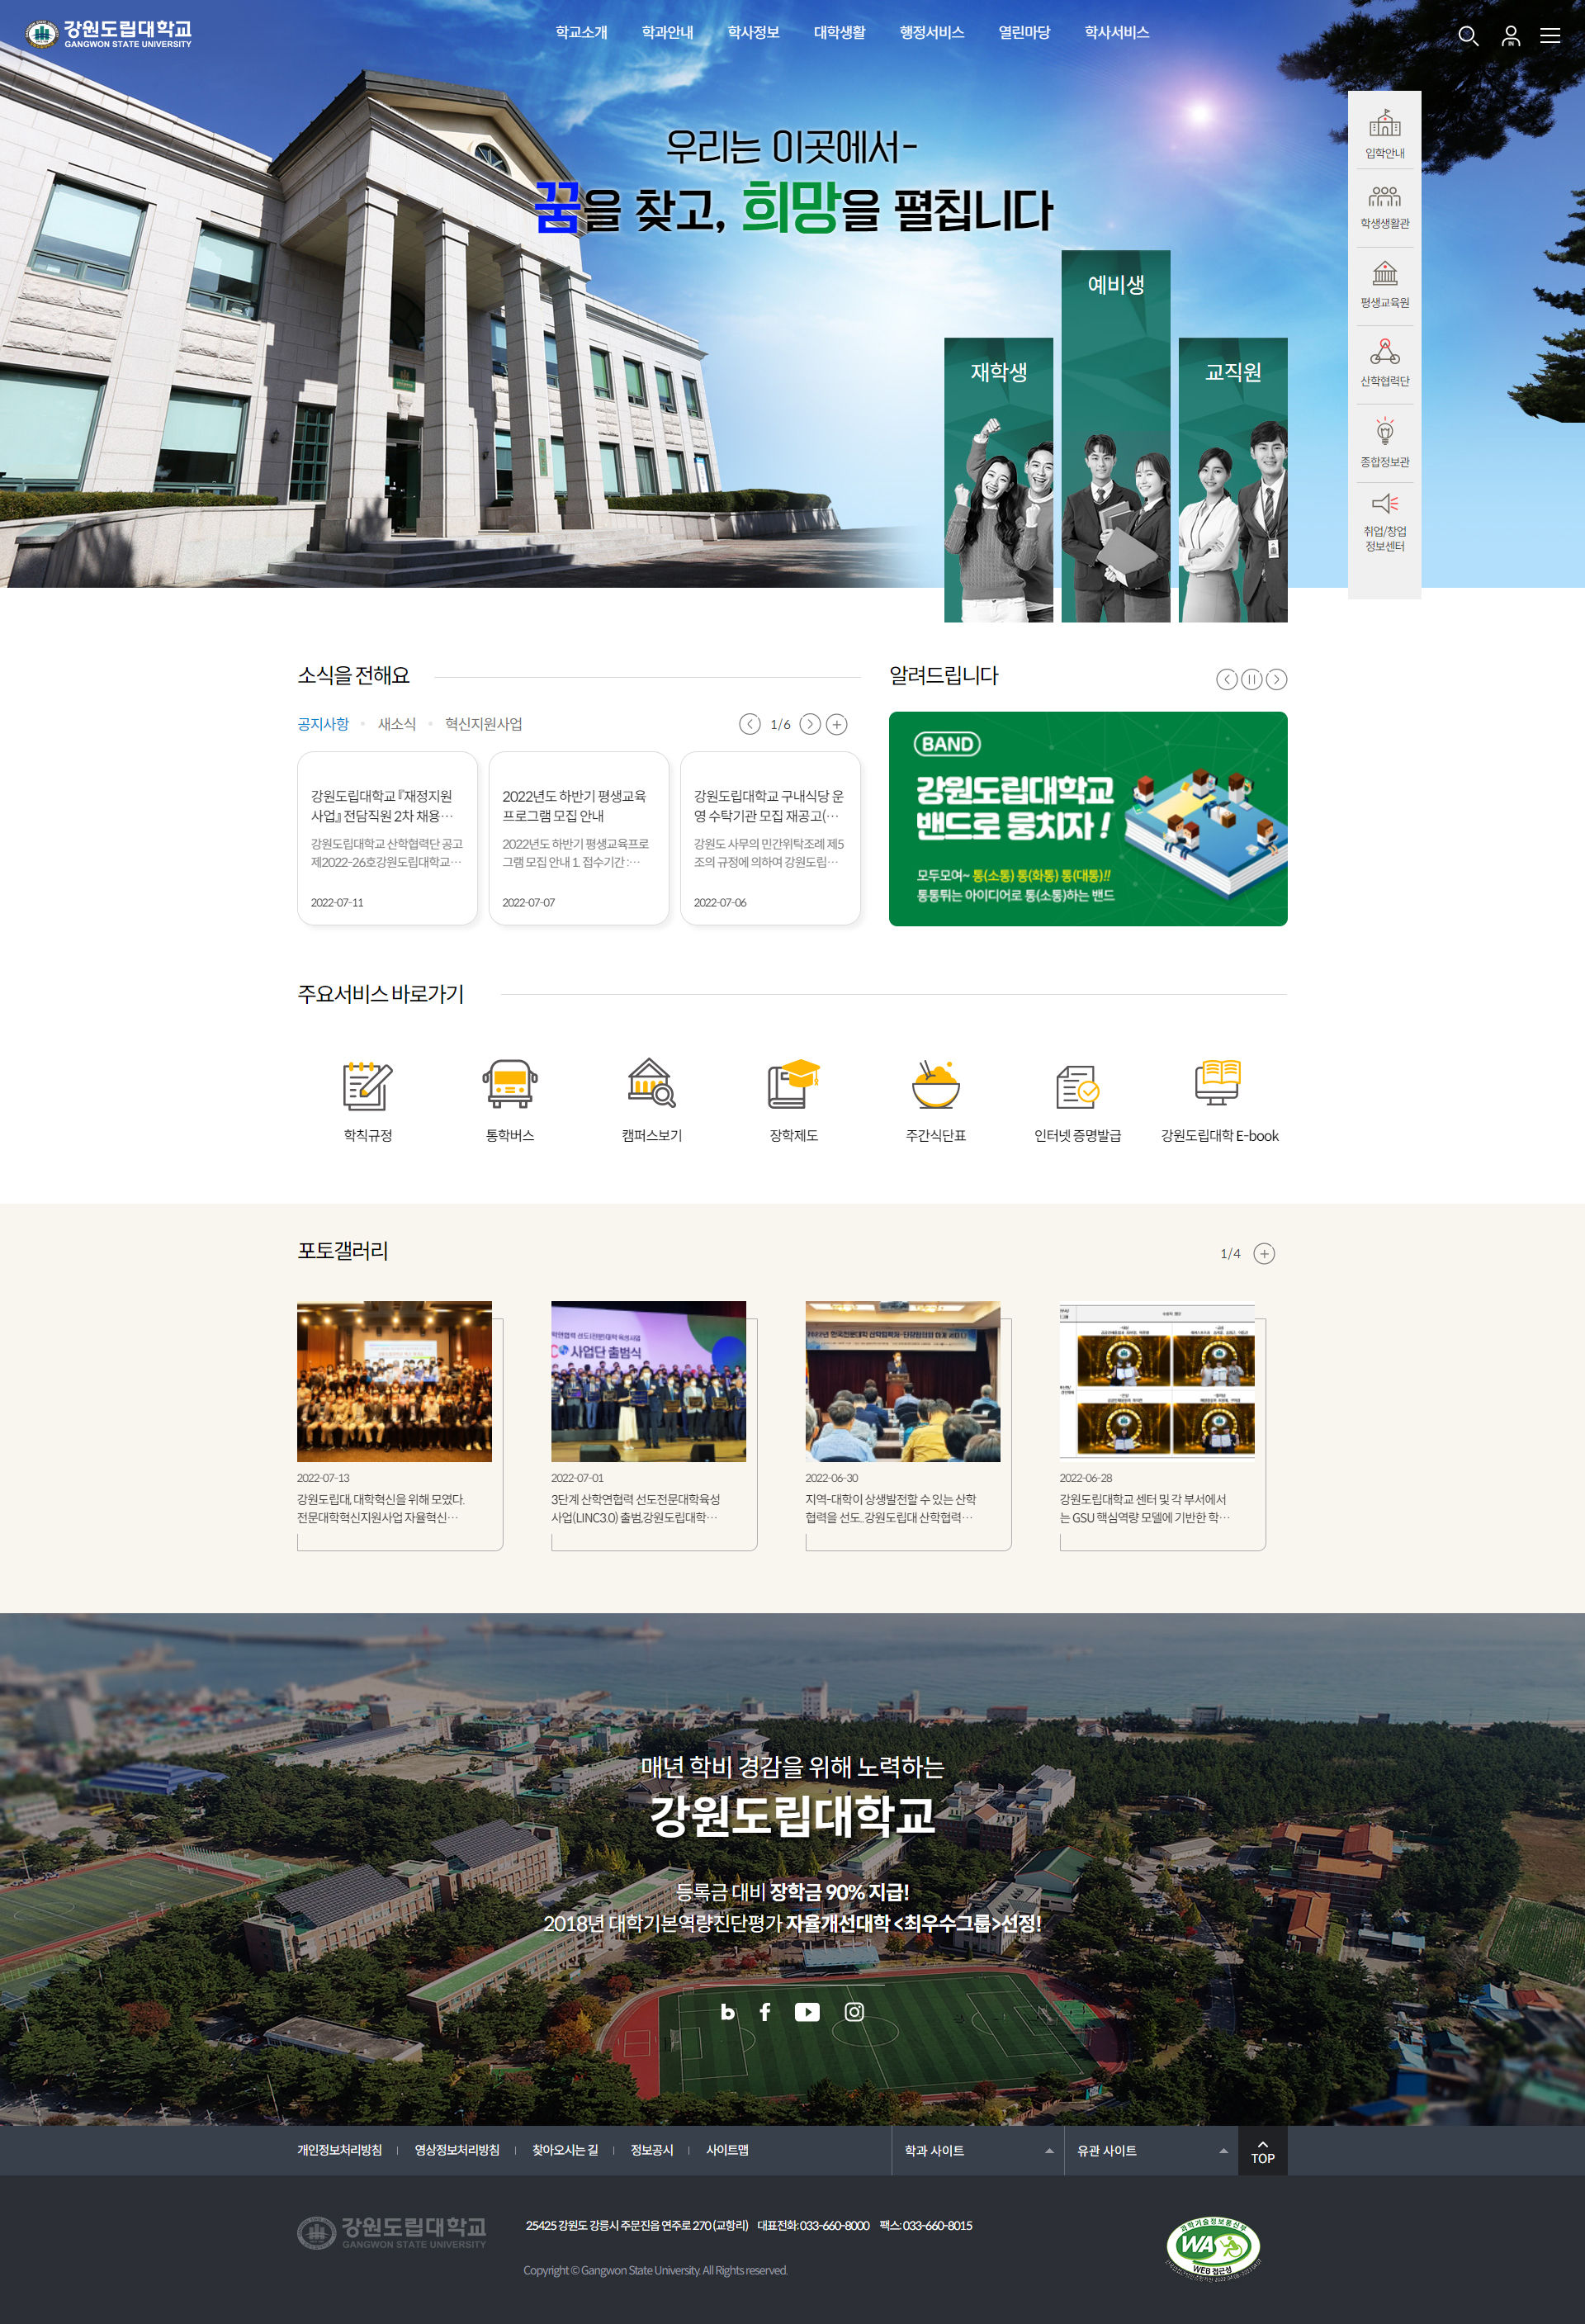 강원도립대학교
GANGWON STATE UNIVERSITY
학교소개 학과안내 학사정보 대학생활 행정서비스 열린마당 학사서비스
우리는 이곳에서-
꿈을 찾고, 희망을 펼칩니다
입학안내
학생생활관
평생교육원
산학협력단
종합정보관
취업/창업
정보센터
재학생
예비생
교직원
소식을 전해요
공지사항 새소식 혁신지원사업
1/6
강원도립대학교 『재정지원
사업』 전담직원 2차 채용…
강원도립대학교 산학협력단 공고
제2022-26호강원도립대학교…
2022-07-11
2022년도 하반기 평생교육
프로그램 모집 안내
2022년도 하반기 평생교육프로
그램 모집 안내 1. 접수기간 :…
2022-07-07
강원도립대학교 구내식당 운
영 수탁기관 모집 재공고(…
강원도 사무의 민간위탁조례 제5
조의 규정에 의하여 강원도립…
2022-07-06
알려드립니다
BAND
강원도립대학교
밴드로 뭉치자!
모두모여~ 통(소통) 통(화통) 통(대통)!!
통통튀는 아이디어로 통(소통)하는 밴드
주요서비스 바로가기
학칙규정
통학버스
캠퍼스보기
장학제도
주간식단표
인터넷 증명발급
강원도립대학 E-book
포토갤러리
1/4
2022-07-13
강원도립대, 대학혁신을 위해 모였다.
전문대학혁신지원사업 자율혁신…
사업단 출범식
2022-07-01
3단계 산학연협력 선도전문대학육성
사업(LINC3.0) 출범,강원도립대학…
2022-06-30
지역-대학이 상생발전할 수 있는 산학
협력을 선도..강원도립대 산학협력…
2022-06-28
강원도립대학교 센터 및 각 부서에서
는 GSU 핵심역량 모델에 기반한 학…
매년 학비 경감을 위해 노력하는
강원도립대학교
등록금 대비 장학금 90% 지급!
2018년 대학기본역량진단평가 자율개선대학 <최우수그룹>선정!
개인정보처리방침 영상정보처리방침 찾아오시는 길 정보공시 사이트맵
학과 사이트
유관 사이트
TOP
강원도립대학교
GANGWON STATE UNIVERSITY
25425 강원도 강릉시 주문진읍 연주로 270 (교항리) 대표전화: 033-660-8000 팩스: 033-660-8015
Copyright © Gangwon State University. All Rights reserved.
과학기술정보통신부
WA
WEB 접근성